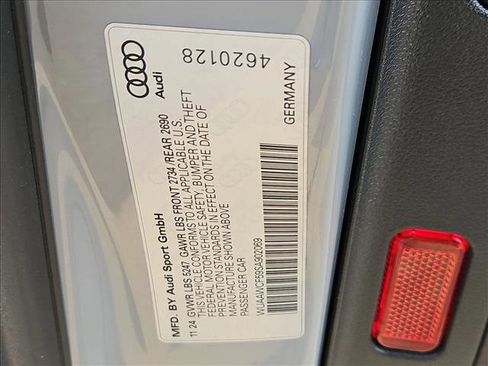 Audi
4620128
MFD. BY Audi Sport GmbH
11 24 GVWR LBS 5247 GAWR LBS FRONT 2734 /REAR 2690
THIS VEHICLE CONFORMS TO ALL APPLICABLE U.S.
FEDERAL MOTOR VEHICLE SAFETY, BUMPER AND THEFT
PREVENTION STANDARDS IN EFFECT ON THE DATE OF
MANUFACTURE SHOWN ABOVE
PASSENGER CAR
WUAAWCF59SA902069
GERMANY